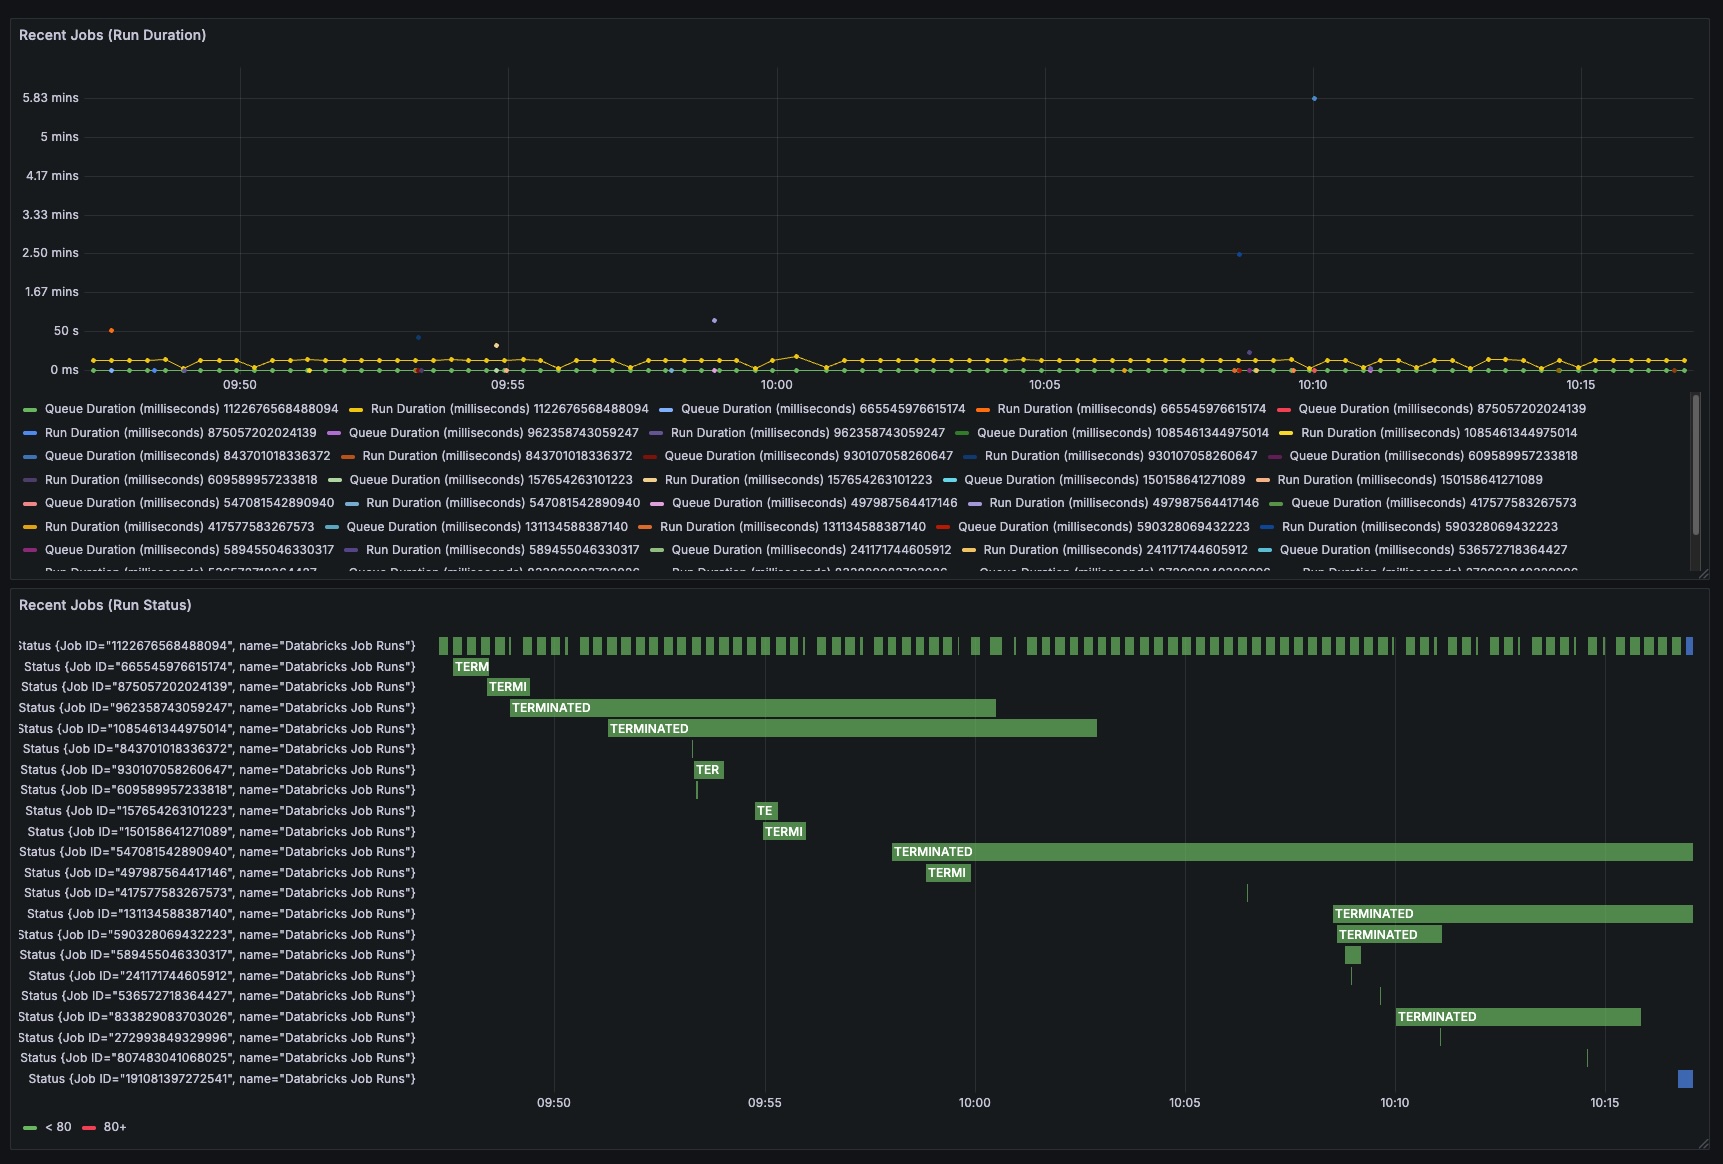 Recent Jobs (Run Duration)
5.83 mins
5 mins
4.17 mins
3.33 mins
2.50 mins
1.67 mins
50 s
0 ms
09:50 09:55 10:00 10:05 10:10 10:15
Queue Duration (milliseconds) 1122676568488094 Run Duration (milliseconds) 1122676568488094 Queue Duration (milliseconds) 665545976615174 Run Duration (milliseconds) 665545976615174 Queue Duration (milliseconds) 875057202024139
Run Duration (milliseconds) 875057202024139 Queue Duration (milliseconds) 962358743059247 Run Duration (milliseconds) 962358743059247 Queue Duration (milliseconds) 1085461344975014 Run Duration (milliseconds) 1085461344975014
Queue Duration (milliseconds) 843701018336372 Run Duration (milliseconds) 843701018336372 Queue Duration (milliseconds) 930107058260647 Run Duration (milliseconds) 930107058260647 Queue Duration (milliseconds) 609589957233818
Run Duration (milliseconds) 609589957233818 Queue Duration (milliseconds) 157654263101223 Run Duration (milliseconds) 157654263101223 Queue Duration (milliseconds) 150158641271089 Run Duration (milliseconds) 150158641271089
Queue Duration (milliseconds) 547081542890940 Run Duration (milliseconds) 547081542890940 Queue Duration (milliseconds) 497987564417146 Run Duration (milliseconds) 497987564417146 Queue Duration (milliseconds) 417577583267573
Run Duration (milliseconds) 417577583267573 Queue Duration (milliseconds) 131134588387140 Run Duration (milliseconds) 131134588387140 Queue Duration (milliseconds) 590328069432223 Run Duration (milliseconds) 590328069432223
Queue Duration (milliseconds) 589455046330317 Run Duration (milliseconds) 589455046330317 Queue Duration (milliseconds) 241171744605912 Run Duration (milliseconds) 241171744605912 Queue Duration (milliseconds) 536572718364427
Run Duration (milliseconds) 536572718364427 Queue Duration (milliseconds) 833829083703026 Run Duration (milliseconds) 833829083703026 Queue Duration (milliseconds) 272993849329996 Run Duration (milliseconds) 272993849329996
Recent Jobs (Run Status)
Status {Job ID="1122676568488094", name="Databricks Job Runs"}
Status {Job ID="665545976615174", name="Databricks Job Runs"} TERM
Status {Job ID="875057202024139", name="Databricks Job Runs"} TERMI
Status {Job ID="962358743059247", name="Databricks Job Runs"} TERMINATED
Status {Job ID="1085461344975014", name="Databricks Job Runs"} TERMINATED
Status {Job ID="843701018336372", name="Databricks Job Runs"}
Status {Job ID="930107058260647", name="Databricks Job Runs"} TER
Status {Job ID="609589957233818", name="Databricks Job Runs"}
Status {Job ID="157654263101223", name="Databricks Job Runs"} TE
Status {Job ID="150158641271089", name="Databricks Job Runs"} TERMI
Status {Job ID="547081542890940", name="Databricks Job Runs"} TERMINATED
Status {Job ID="497987564417146", name="Databricks Job Runs"} TERMI
Status {Job ID="417577583267573", name="Databricks Job Runs"}
Status {Job ID="131134588387140", name="Databricks Job Runs"} TERMINATED
Status {Job ID="590328069432223", name="Databricks Job Runs"} TERMINATED
Status {Job ID="589455046330317", name="Databricks Job Runs"}
Status {Job ID="241171744605912", name="Databricks Job Runs"}
Status {Job ID="536572718364427", name="Databricks Job Runs"}
Status {Job ID="833829083703026", name="Databricks Job Runs"} TERMINATED
Status {Job ID="272993849329996", name="Databricks Job Runs"}
Status {Job ID="807483041068025", name="Databricks Job Runs"}
Status {Job ID="191081397272541", name="Databricks Job Runs"}
09:50 09:55 10:00 10:05 10:10 10:15
< 80 80+